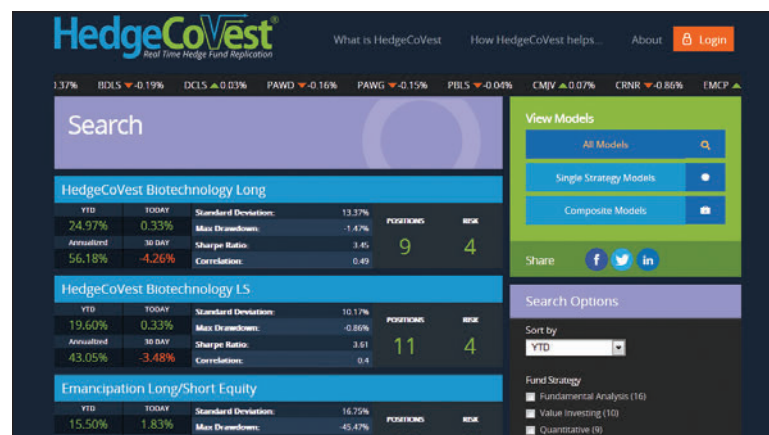 HedgeCoVest®
Real Time Hedge Fund Replication
What is HedgeCoVest How HedgeCoVest helps... About Login
.37% BDLS ▼-0.19% DCLS ▲0.03% PAWD ▼-0.16% PAWG ▼-0.15% PBLS ▼-0.04% CMJV ▲0.07% CRNR ▼-0.86% EMCP ▲
Search
HedgeCoVest Biotechnology Long
YTD TODAY Standard Deviation: 13.37% POSITIONS RISK
24.97% 0.33% Max Drawdown: -1.47% 9 4
Annualized 30 DAY Sharpe Ratio: 3.45
56.18% -4.26% Correlation: 0.49
HedgeCoVest Biotechnology LS
YTD TODAY Standard Deviation: 10.17% POSITIONS RISK
19.60% 0.33% Max Drawdown: -0.86% 11 4
Annualized 30 DAY Sharpe Ratio: 3.61
43.05% -3.48% Correlation: 0.4
Emancipation Long/Short Equity
YTD TODAY Standard Deviation: 16.75% POSITIONS RISK
15.50% 1.83% Max Drawdown: -45.47%
View Models
All Models
Single Strategy Models
Composite Models
Share f in
Search Options
Sort by
YTD
Fund Strategy
Fundamental Analysis (16)
Value Investing (10)
Quantitative (9)